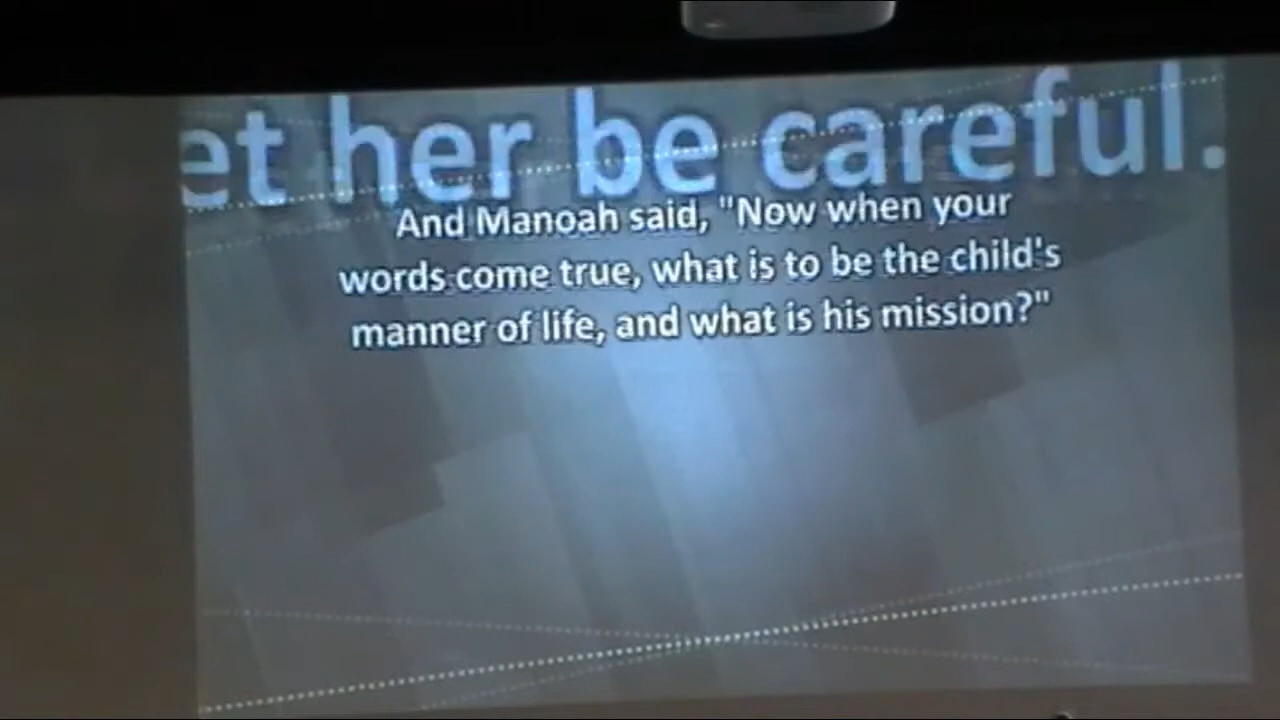 et her be careful.
And Manoah said, "Now when your
words come true, what is to be the child's
manner of life, and what is his mission?"